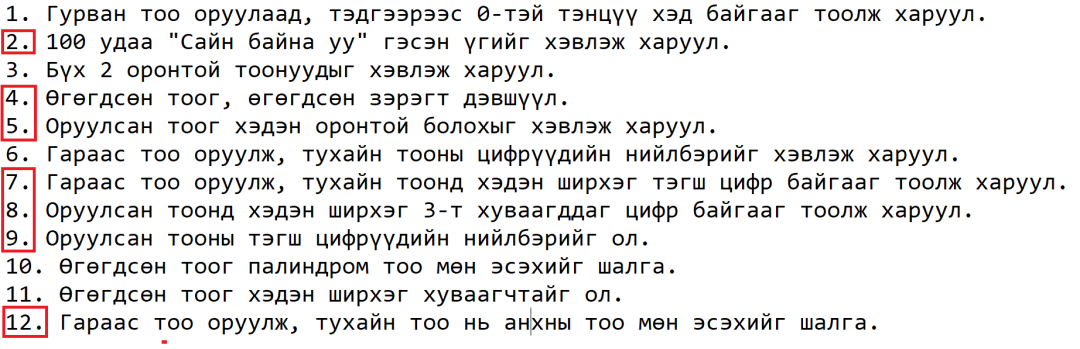 1. Гурван тоо оруулаад, тэдгээрээс 0-тэй тэнцүү хэд байгааг тоолж харуул.
2. 100 удаа "Сайн байна уу" гэсэн үгийг хэвлэж харуул.
3. Бүх 2 оронтой тоонуудыг хэвлэж харуул.
4. Өгөгдсөн тоог, өгөгдсөн зэрэгт дэвшүүл.
5. Оруулсан тоог хэдэн оронтой болохыг хэвлэж харуул.
6. Гараас тоо оруулж, тухайн тооны цифрүүдийн нийлбэрийг хэвлэж харуул.
7. Гараас тоо оруулж, тухайн тоонд хэдэн ширхэг тэгш цифр байгааг тоолж харуул.
8. Оруулсан тоонд хэдэн ширхэг 3-т хуваагддаг цифр байгааг тоолж харуул.
9. Оруулсан тооны тэгш цифрүүдийн нийлбэрийг ол.
10. Өгөгдсөн тоог палиндром тоо мөн эсэхийг шалга.
11. Өгөгдсөн тоог хэдэн ширхэг хуваагчтайг ол.
12. Гараас тоо оруулж, тухайн тоо нь анхны тоо мөн эсэхийг шалга.